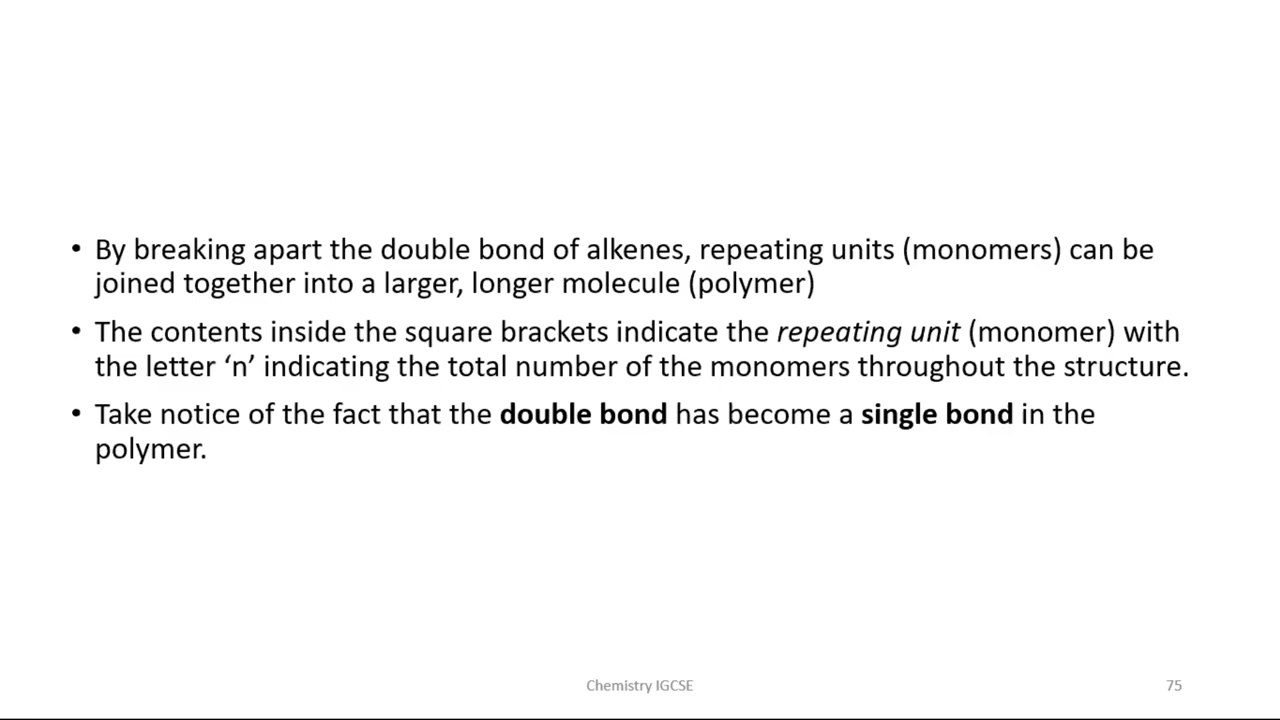 • By breaking apart the double bond of alkenes, repeating units (monomers) can be
joined together into a larger, longer molecule (polymer)
• The contents inside the square brackets indicate the repeating unit (monomer) with
the letter ‘n’ indicating the total number of the monomers throughout the structure.
• Take notice of the fact that the double bond has become a single bond in the
polymer.
Chemistry IGCSE
75